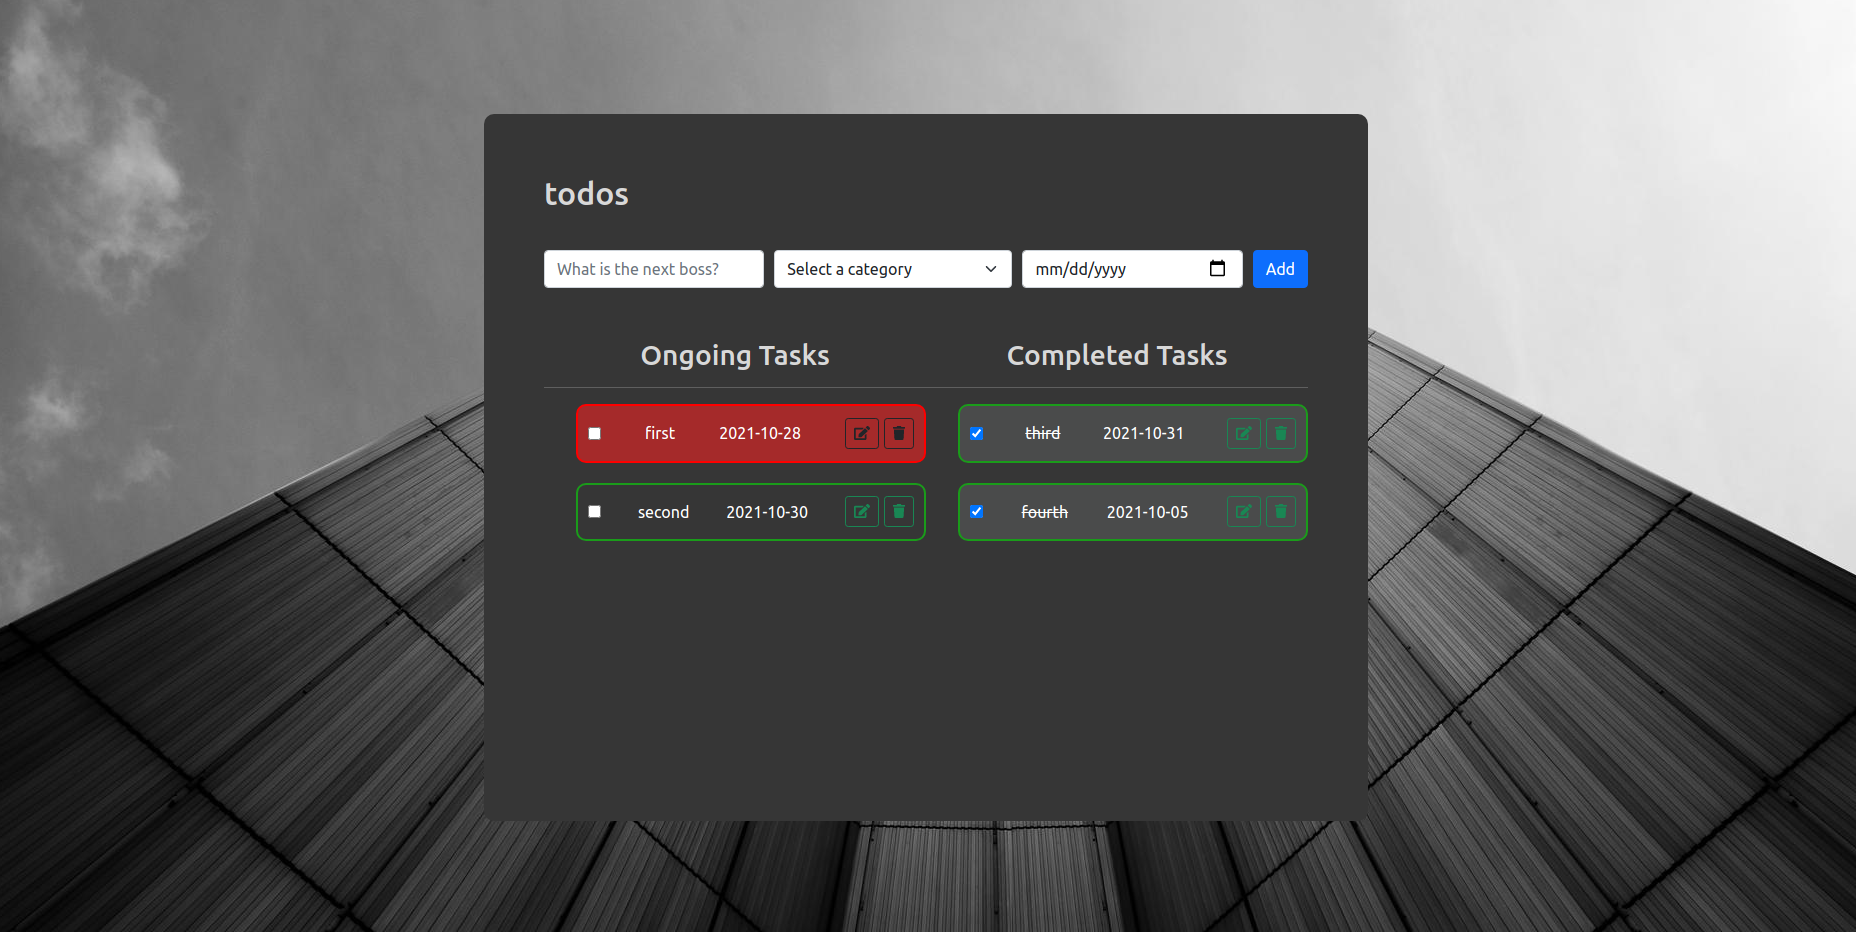 todos
What is the next boss? Select a category mm/dd/yyyy Add
Ongoing Tasks Completed Tasks
first 2021-10-28 third 2021-10-31
second 2021-10-30 fourth 2021-10-05